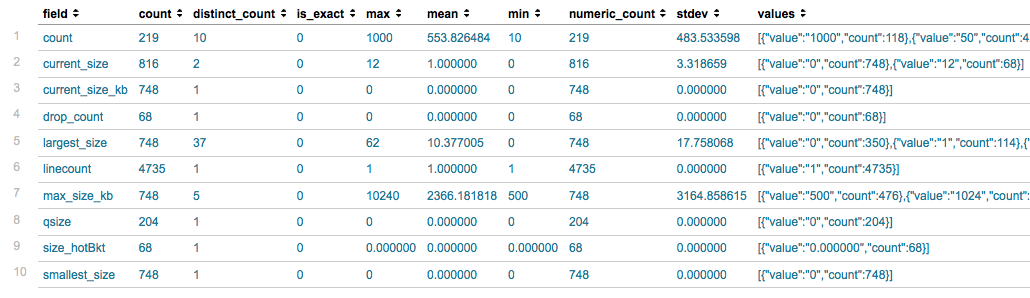 field count distinct_count is_exact max mean min numeric_count stdev values
1 count 219 10 0 1000 553.826484 10 219 483.533598 [{"value":"1000","count":118},{"value":"50","count":4
2 current_size 816 2 0 12 1.000000 0 816 3.318659 [{"value":"0","count":748},{"value":"12","count":68}]
3 current_size_kb 748 1 0 0 0.000000 0 748 0.000000 [{"value":"0","count":748}]
4 drop_count 68 1 0 0 0.000000 0 68 0.000000 [{"value":"0","count":68}]
5 largest_size 748 37 0 62 10.377005 0 748 17.758068 [{"value":"0","count":350},{"value":"1","count":114},{
6 linecount 4735 1 0 1 1.000000 1 4735 0.000000 [{"value":"1","count":4735}]
7 max_size_kb 748 5 0 10240 2366.181818 500 748 3164.858615 [{"value":"500","count":476},{"value":"1024","count":
8 qsize 204 1 0 0 0.000000 0 204 0.000000 [{"value":"0","count":204}]
9 size_hotBkt 68 1 0 0.000000 0.000000 0.000000 68 0.000000 [{"value":"0.000000","count":68}]
10 smallest_size 748 1 0 0 0.000000 0 748 0.000000 [{"value":"0","count":748}]